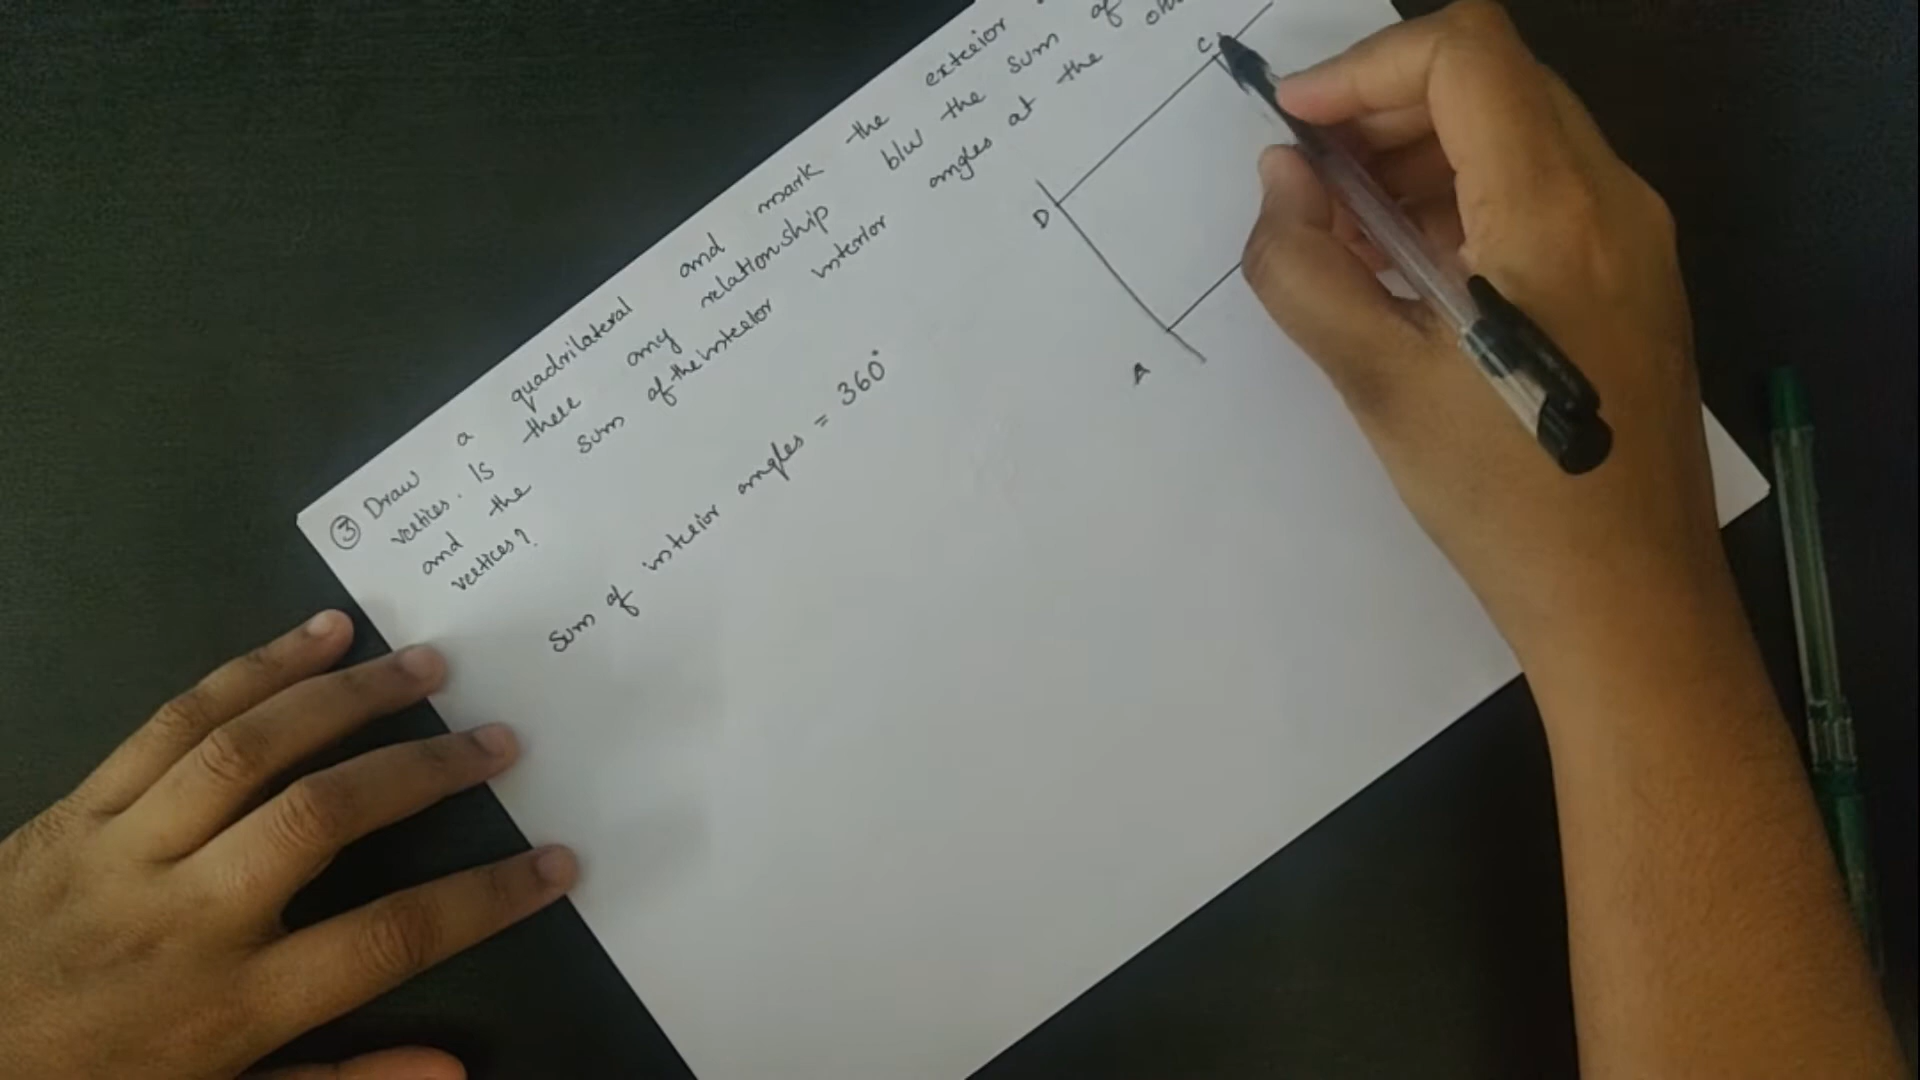 ③ Draw a quadrilateral and mark the exterior
vertices. Is there any relationship b/w the sum of
and the sum of the interior interior angles at the
vertices?
Sum of interior angles = 360°
C
D
A